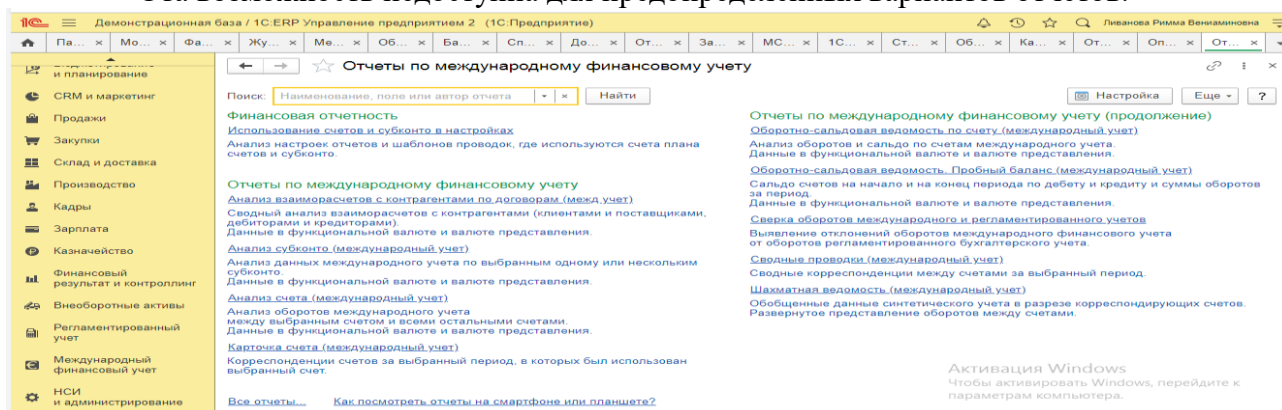 Эта возможность недоступна для предопределенных вариантов отчетов.
1С Демонстрационная база / 1С:ERP Управление предприятием 2 (1С:Предприятие) Ливанова Римма Вениаминовна
Па... × Мо... × Фа... × Жу... × Ме... × Об... × Ба... × Сп... × До... × От... × За... × МС... × 1С... × Ст... × Об... × Ка... × От... × Оп... × От... ×
и планирование
CRM и маркетинг
Продажи
Закупки
Склад и доставка
Производство
Кадры
Зарплата
Казначейство
Финансовый
результат и контроллинг
Внеоборотные активы
Регламентированный
учет
Международный
финансовый учет
НСИ
и администрирование
Отчеты по международному финансовому учету
Поиск: Наименование, поле или автор отчета × Найти Настройка Еще ?
Финансовая отчетность
Использование счетов и субконто в настройках
Анализ настроек отчетов и шаблонов проводок, где используются счета плана
счетов и субконто.
Отчеты по международному финансовому учету
Анализ взаиморасчетов с контрагентами по договорам (межд.учет)
Сводный анализ взаиморасчетов с контрагентами (клиентами и поставщиками,
дебиторами и кредиторами).
Данные в функциональной валюте и валюте представления.
Анализ субконто (международный учет)
Анализ данных международного учета по выбранным одному или нескольким
субконто.
Данные в функциональной валюте и валюте представления.
Анализ счета (международный учет)
Анализ оборотов международного учета
между выбранным счетом и всеми остальными счетами.
Данные в функциональной валюте и валюте представления.
Карточка счета (международный учет)
Корреспонденции счетов за выбранный период, в которых был использован
выбранный счет.
Все отчеты... Как посмотреть отчеты на смартфоне или планшете?
Отчеты по международному финансовому учету (продолжение)
Оборотно-сальдовая ведомость по счету (международный учет)
Анализ оборотов и сальдо по счетам международного учета.
Данные в функциональной валюте и валюте представления.
Оборотно-сальдовая ведомость. Пробный баланс (международный учет)
Сальдо счетов на начало и на конец периода по дебету и кредиту и суммы оборотов
за период.
Данные в функциональной валюте и валюте представления.
Сверка оборотов международного и регламентированного учетов
Выявление отклонений оборотов международного финансового учета
от оборотов регламентированного бухгалтерского учета.
Сводные проводки (международный учет)
Сводные корреспонденции между счетами за выбранный период.
Шахматная ведомость (международный учет)
Обобщенные данные синтетического учета в разрезе корреспондирующих счетов.
Развернутое представление оборотов между счетами.
Активация Windows
Чтобы активировать Windows, перейдите к
параметрам компьютера.